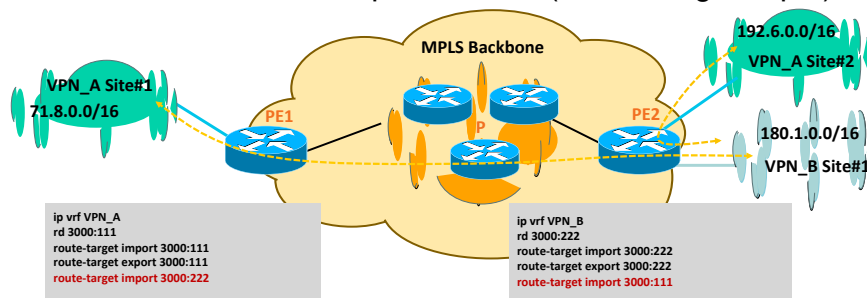 MPLS Backbone
192.6.0.0/16
VPN_A Site#2
VPN_A Site#1
71.8.0.0/16
PE1
P
PE2
180.1.0.0/16
VPN_B Site#1
ip vrf VPN_A
rd 3000:111
route-target import 3000:111
route-target export 3000:111
route-target import 3000:222
ip vrf VPN_B
rd 3000:222
route-target import 3000:222
route-target export 3000:222
route-target import 3000:111